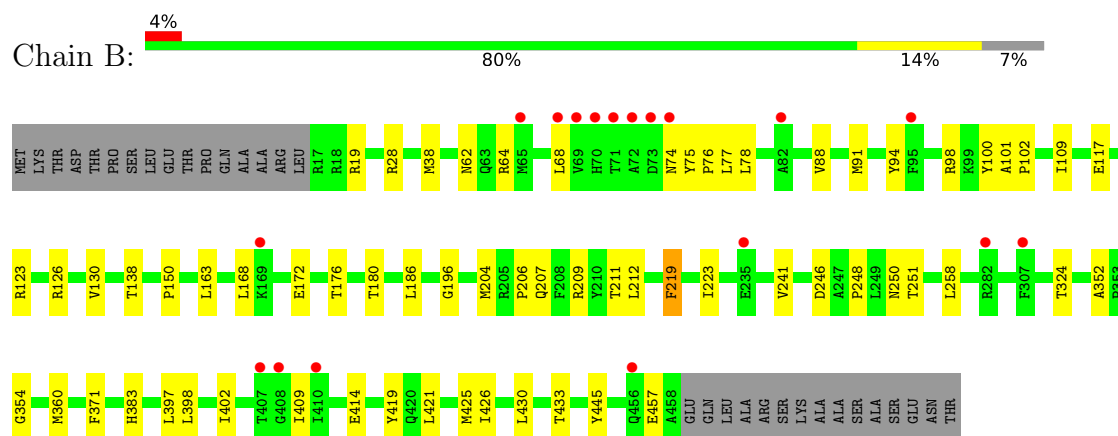 4%
Chain B:
80% 14% 7%
MET LYS THR ASP THR PRO SER LEU GLU THR PRO GLN ALA ALA ARG LEU R17 R18 R19 R28 M38 N62 Q63 R64 M65 L68 V69 H70 T71 A72 D73 N74 Y75 P76 L77 L78 A82 V88 M91 Y94 F95 R98 K99 Y100 A101 P102 I109 E117
R123 R126 V130 T138 P150 L163 L168 K169 E172 T176 T180 L186 G196 M204 R205 P206 Q207 F208 R209 Y210 T211 L212 F219 I223 E235 V241 D246 A247 P248 L249 N250 T251 L258 R282 F307 T324 A352 P353
G354 M360 F371 H383 L397 L398 I402 T407 G408 I409 I410 E414 Y419 Q420 L421 M425 I426 L430 T433 Y445 Q456 E457 A458 GLU GLN LEU ALA ARG SER LYS ALA ALA SER ALA SER GLU ASN THR